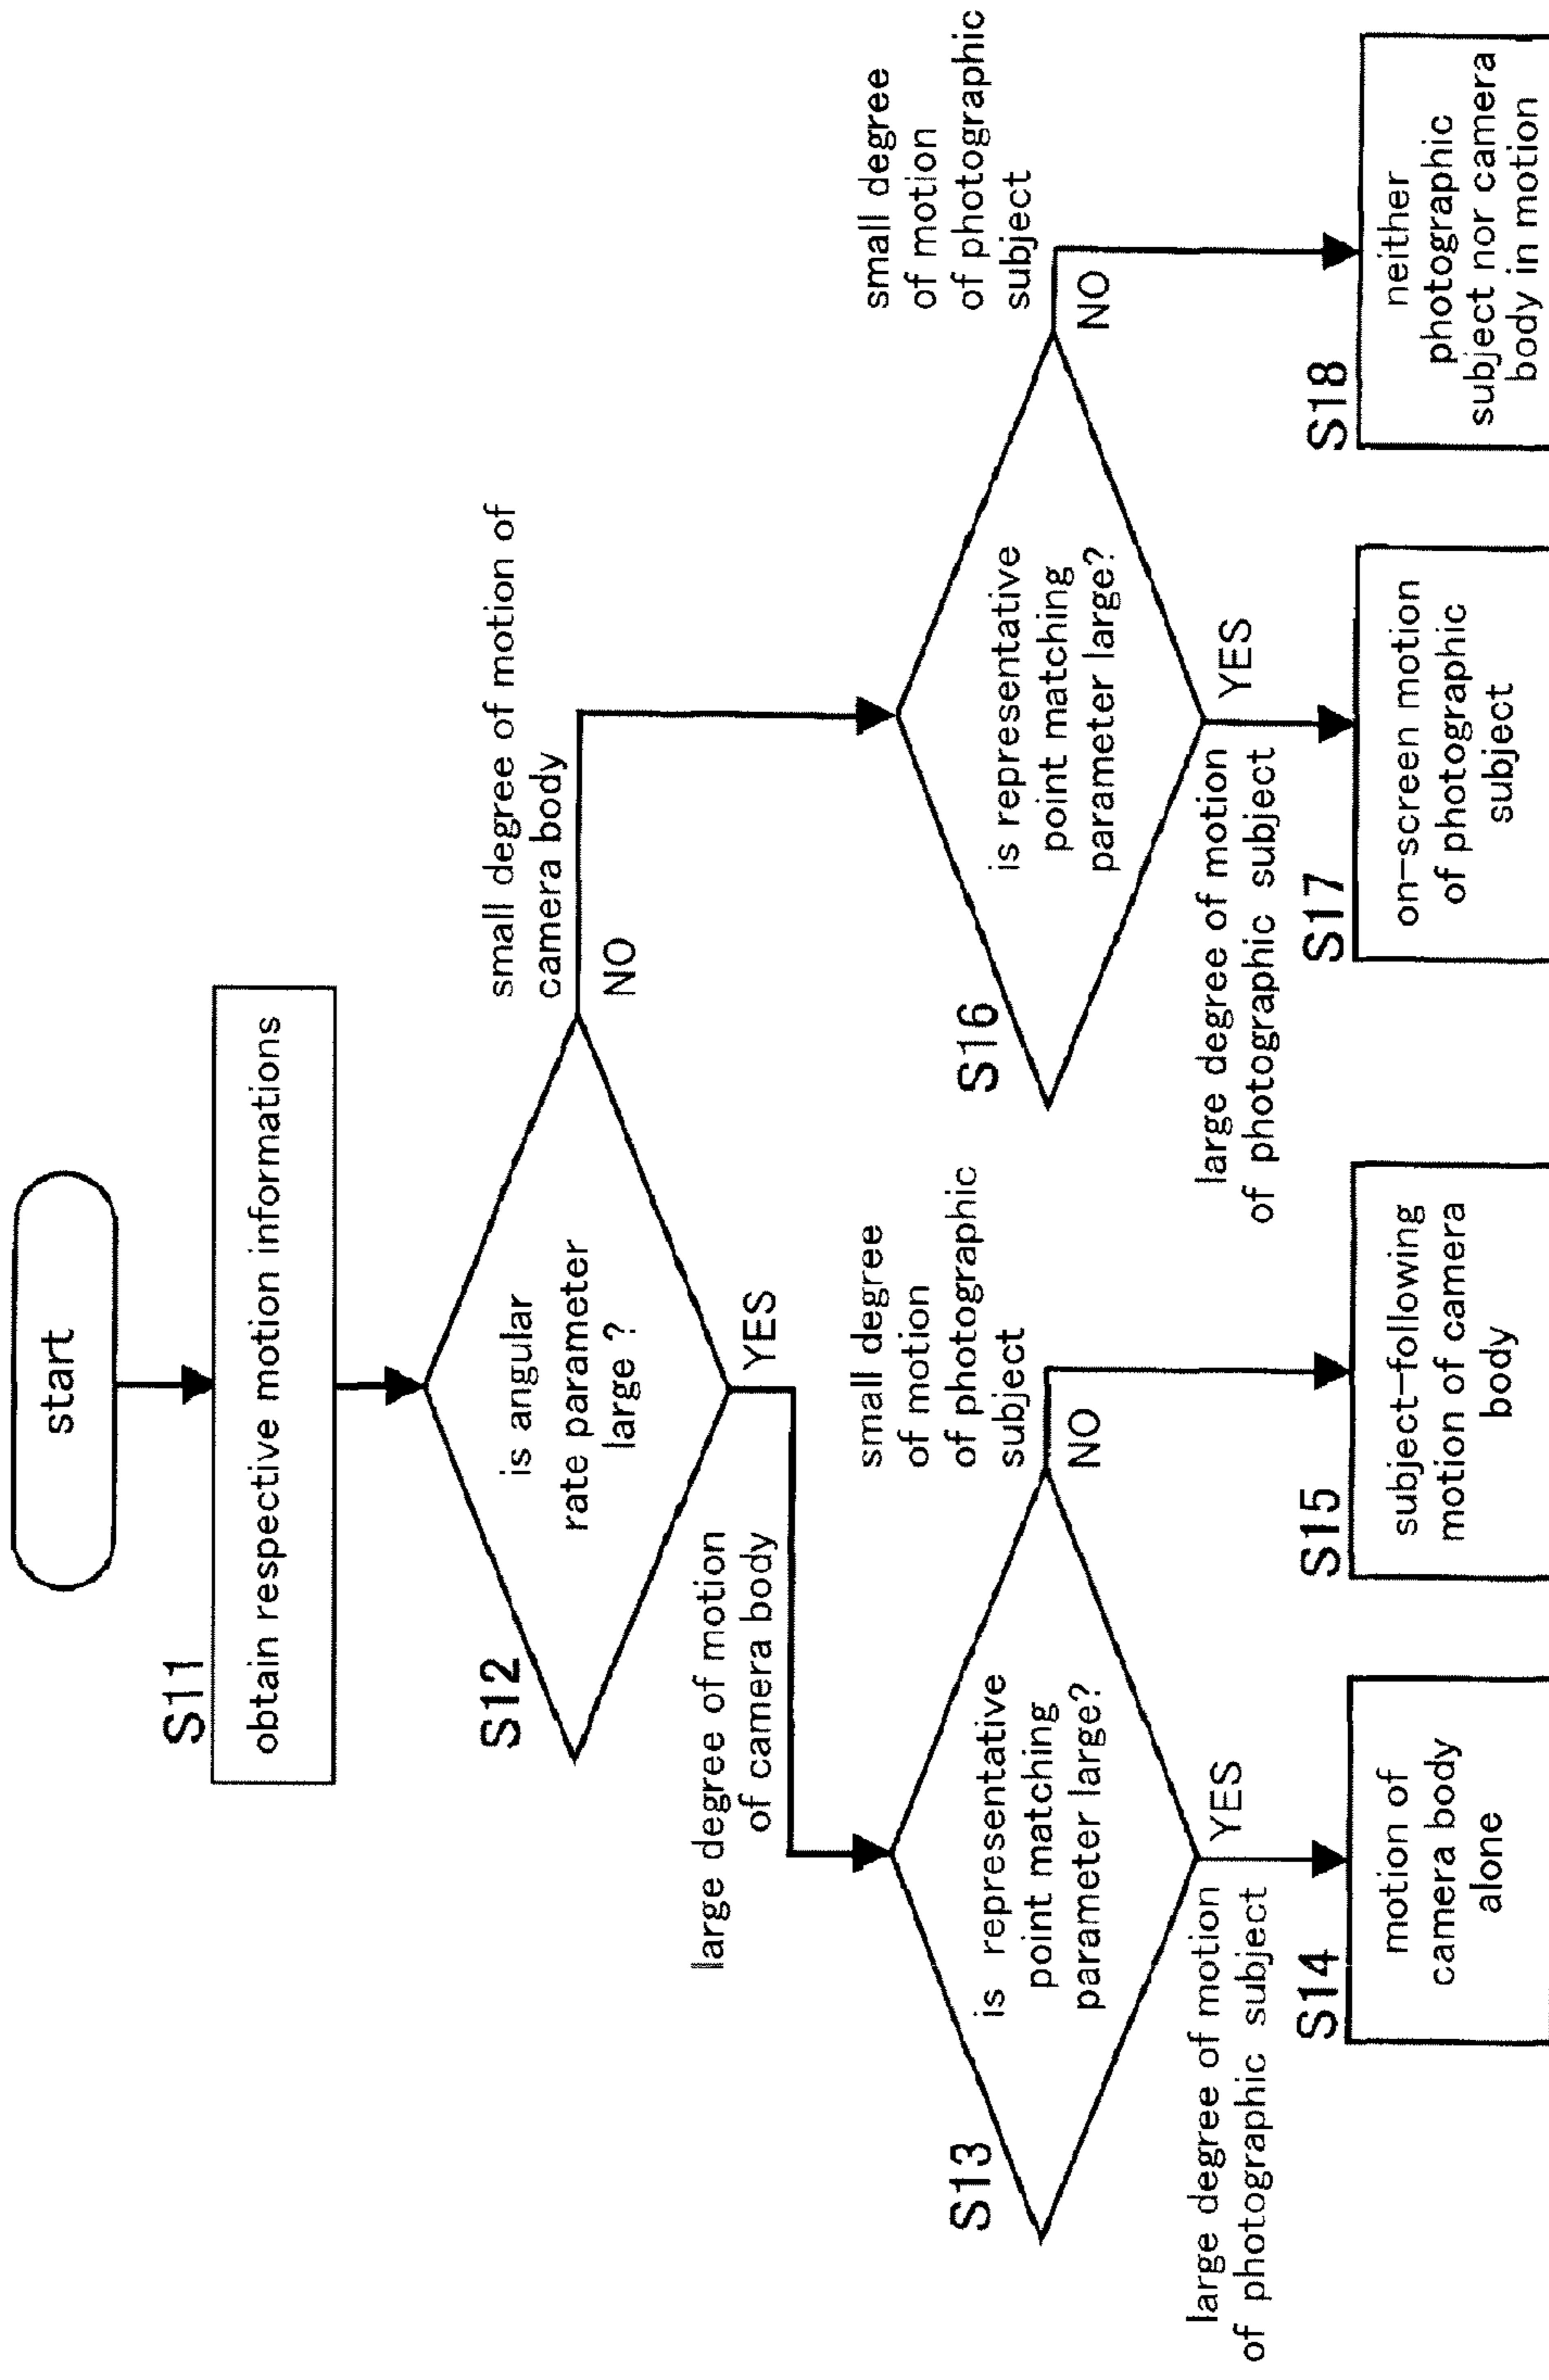 start
S11
obtain respective motion informations
S12
is angular
rate parameter
large ?
small degree of motion of
camera body
NO
YES
large degree of motion
of camera body
S13
is representative
point matching
parameter large?
small degree
of motion
of photographic
subject
NO
YES
large degree of motion
of photographic subject
S14
motion of
camera body
alone
S15
subject-following
motion of camera
body
S16
is representative
point matching
parameter large?
small degree
of motion
of photographic
subject
NO
YES
large degree of motion
of photographic subject
S17
on-screen motion
of photographic
subject
S18
neither
photographic
subject nor camera
body in motion